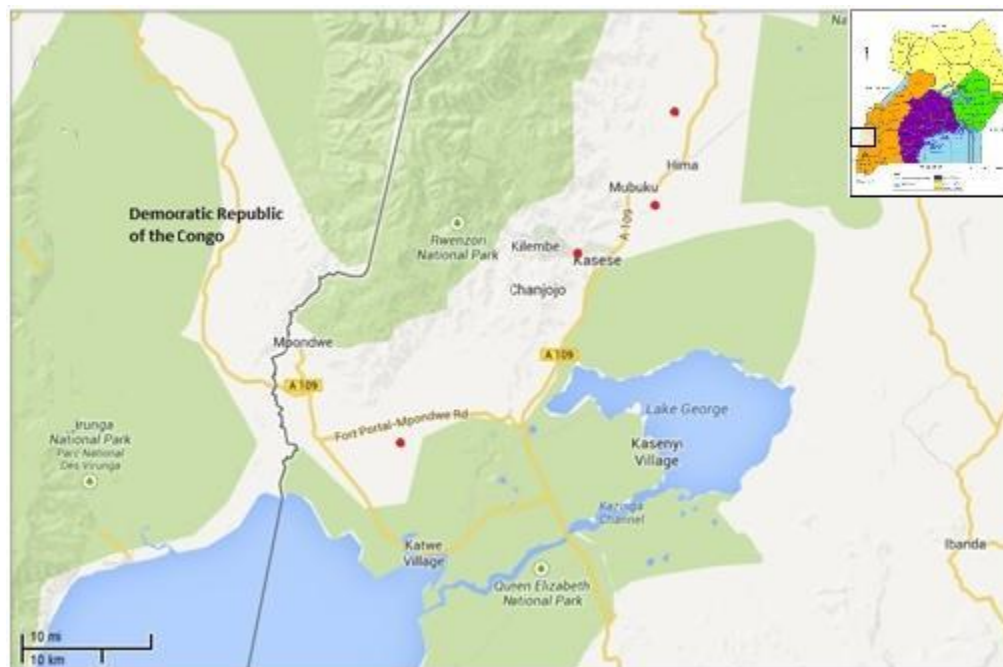 Na
Hima
Mubuku
A 109
Democratic Republic
of the Congo
Rwenzori
National Park
Kilembe
Kasese
Chanjojo
Mpondwe
A 109
A 109
Fort Portal-Mpondwe Rd
Lake George
Irunga
National Park
Parc National
Des Virunga
Kasenyi
Village
Kazinga
Channel
Katwe
Village
Ibanda
Queen Elizabeth
National Park
10 mi
10 km